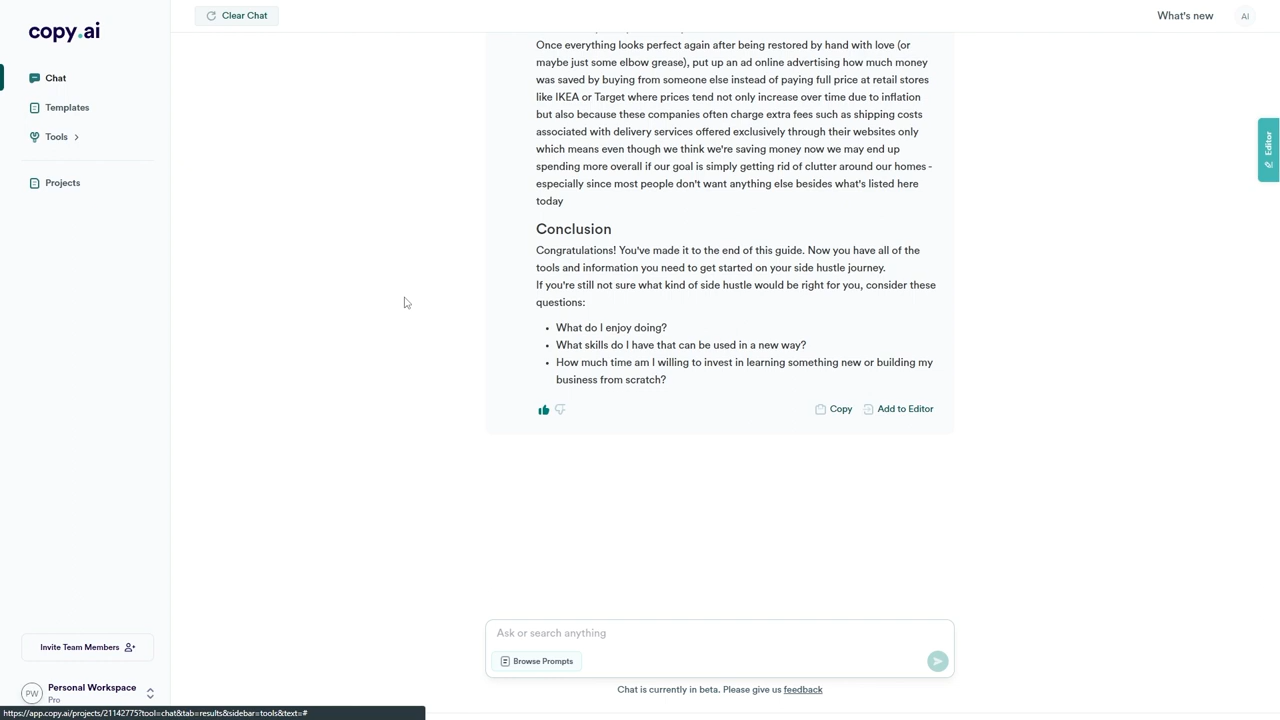 copy.ai
Clear Chat
What's new
AI
Chat
Templates
Tools
Projects
Editor
Once everything looks perfect again after being restored by hand with love (or
maybe just some elbow grease), put up an ad online advertising how much money
was saved by buying from someone else instead of paying full price at retail stores
like IKEA or Target where prices tend not only increase over time due to inflation
but also because these companies often charge extra fees such as shipping costs
associated with delivery services offered exclusively through their websites only
which means even though we think we're saving money now we may end up
spending more overall if our goal is simply getting rid of clutter around our homes -
especially since most people don't want anything else besides what's listed here
today
Conclusion
Congratulations! You've made it to the end of this guide. Now you have all of the
tools and information you need to get started on your side hustle journey.
If you're still not sure what kind of side hustle would be right for you, consider these
questions:
• What do I enjoy doing?
• What skills do I have that can be used in a new way?
• How much time am I willing to invest in learning something new or building my
business from scratch?
Copy
Add to Editor
Ask or search anything
Browse Prompts
Chat is currently in beta. Please give us feedback
Invite Team Members
PW
Personal Workspace
Pro
https://app.copy.ai/projects/21142775?tool=chat&tab=results&sidebar=tools&text=#